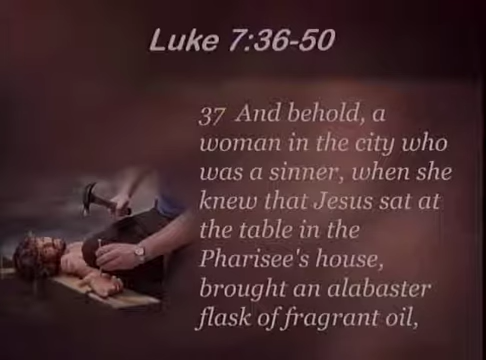 Luke 7:36-50
37 And behold, a
woman in the city who
was a sinner, when she
knew that Jesus sat at
the table in the
Pharisee's house,
brought an alabaster
flask of fragrant oil,